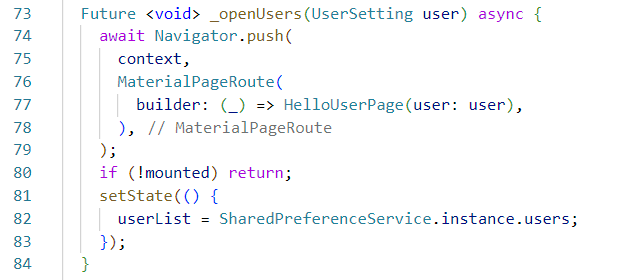 73 Future <void> _openUsers(UserSetting user) async {
74 await Navigator.push(
75 context,
76 MaterialPageRoute(
77 builder: (_) => HelloUserPage(user: user),
78 ), // MaterialPageRoute
79 );
80 if (!mounted) return;
81 setState(() {
82 userList = SharedPreferenceService.instance.users;
83 });
84 }